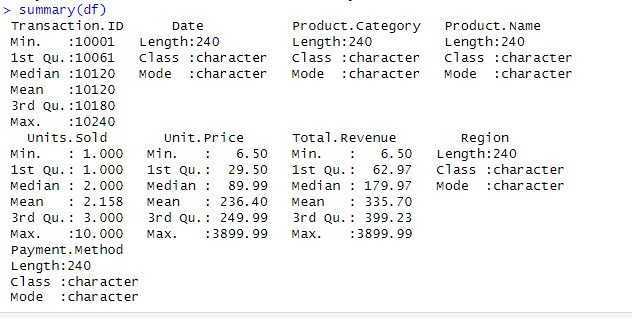 > summary(df)
 Transaction.ID      Date           Product.Category   Product.Name
 Min.   :10001   Length:240         Length:240         Length:240
 1st Qu.:10061   Class :character   Class :character   Class :character
 Median :10120   Mode  :character   Mode  :character   Mode  :character
 Mean   :10120
 3rd Qu.:10180
 Max.   :10240
   Units.Sold       Unit.Price      Total.Revenue        Region
 Min.   : 1.000   Min.   :   6.50   Min.   :   6.50   Length:240
 1st Qu.: 1.000   1st Qu.:  29.50   1st Qu.:  62.97   Class :character
 Median : 2.000   Median :  89.99   Median : 179.97   Mode  :character
 Mean   : 2.158   Mean   : 236.40   Mean   : 335.70
 3rd Qu.: 3.000   3rd Qu.: 249.99   3rd Qu.: 399.23
 Max.   :10.000   Max.   :3899.99   Max.   :3899.99
 Payment.Method
 Length:240
 Class :character
 Mode  :character